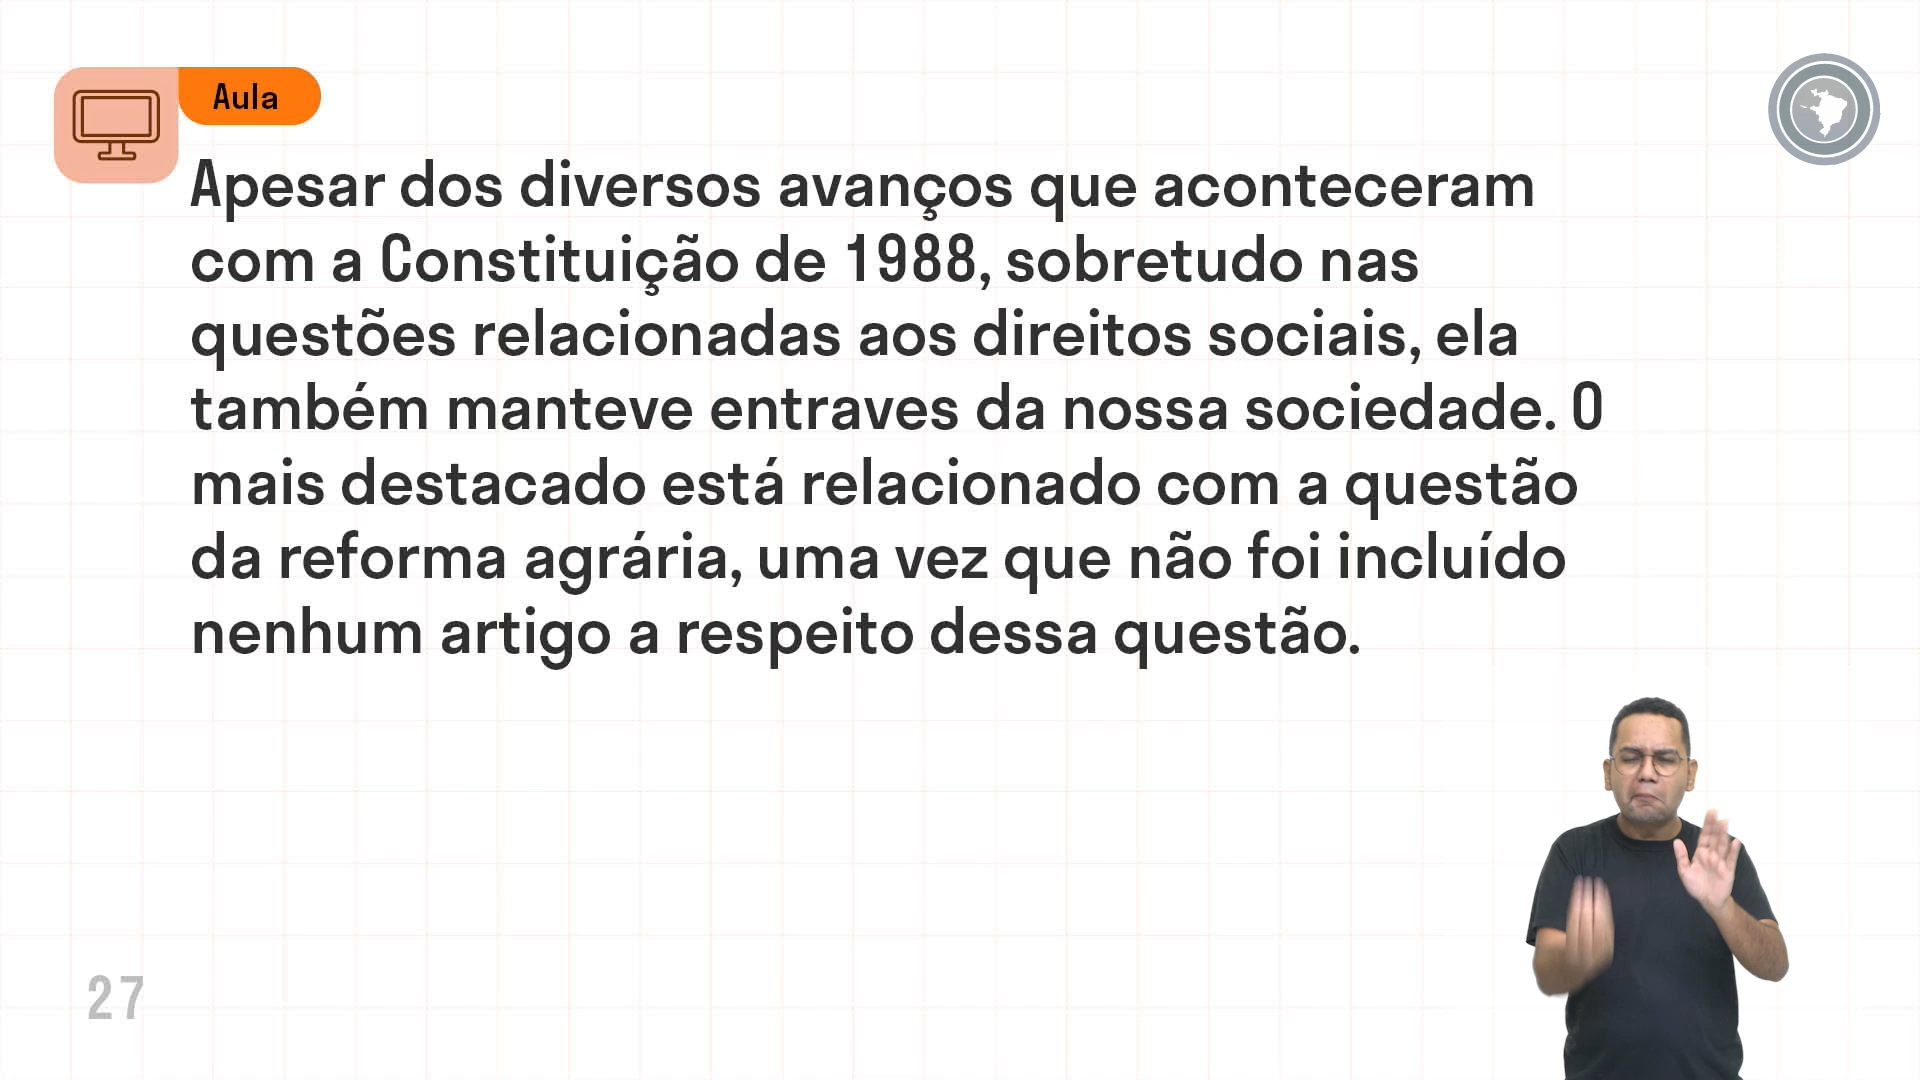 Aula
Apesar dos diversos avanços que aconteceram
com a Constituição de 1988, sobretudo nas
questões relacionadas aos direitos sociais, ela
também manteve entraves da nossa sociedade. O
mais destacado está relacionado com a questão
da reforma agrária, uma vez que não foi incluído
nenhum artigo a respeito dessa questão.
27